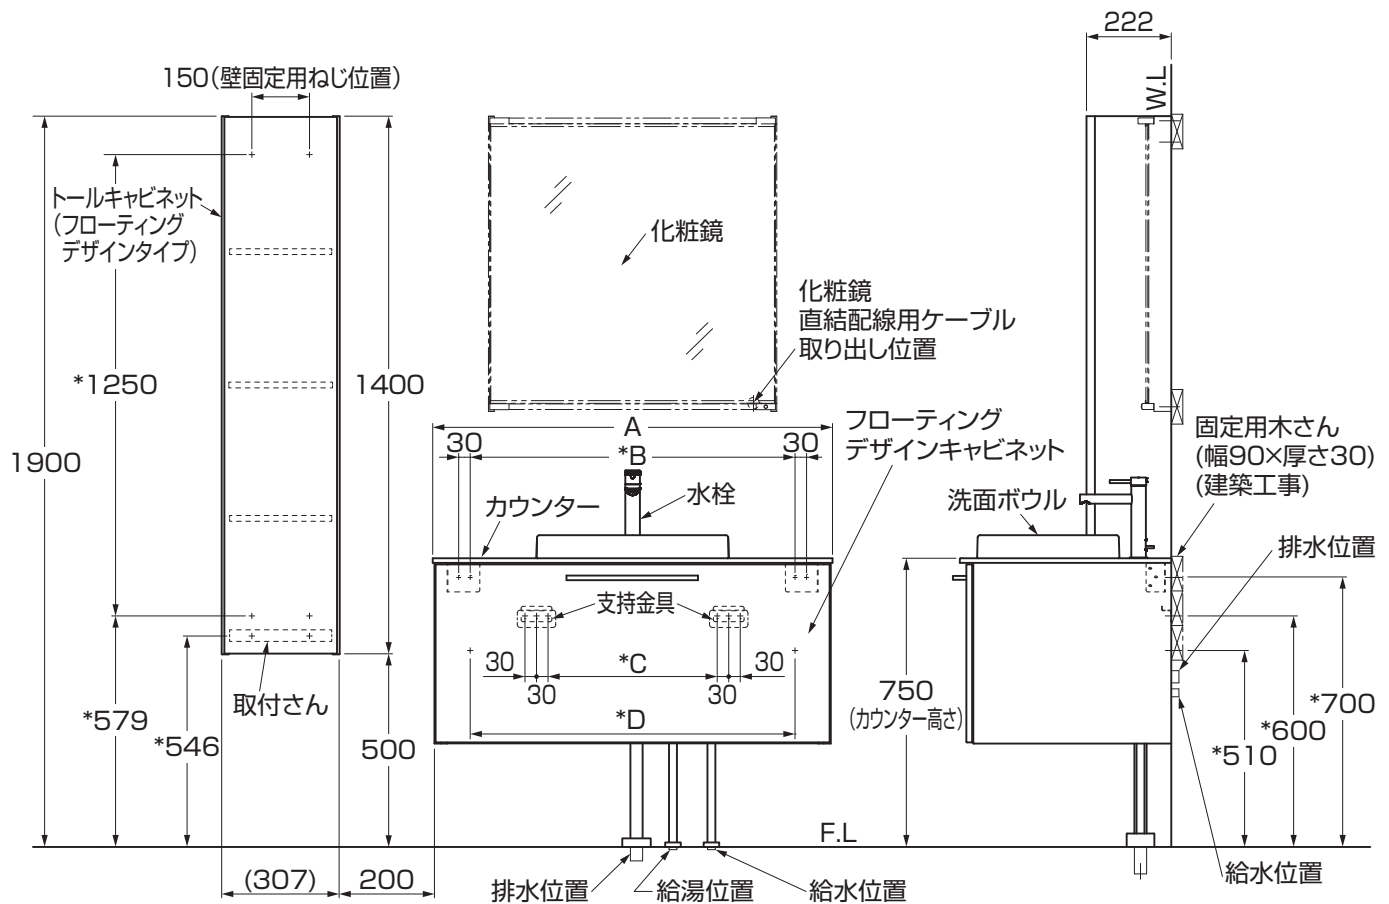 222
150(壁固定用ねじ位置)
W.L
トールキャビネット
(フローティング
デザインタイプ)
化粧鏡
化粧鏡
直結配線用ケーブル
取り出し位置
*1250
1400
1900
A
30
*B
30
フローティング
デザインキャビネット
固定用木さん
(幅90×厚さ30)
(建築工事)
カウンター
水栓
洗面ボウル
排水位置
支持金具
30
30
*C
30
30
*D
750
(カウンター高さ)
*700
*600
*510
取付さん
*579
*546
500
F.L
(307)
200
排水位置
給湯位置
給水位置
給水位置